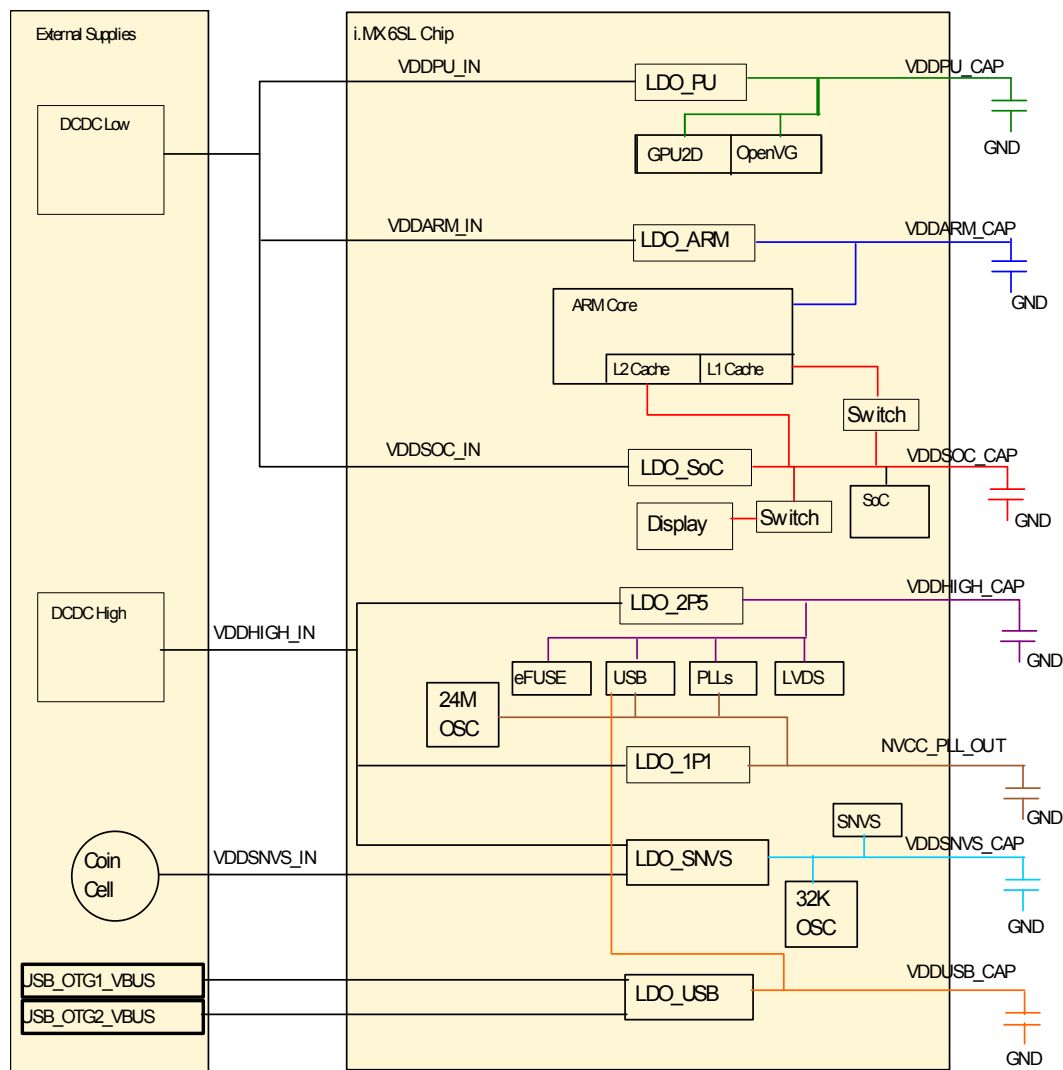 External Supplies
i.MX6SL Chip
VDDPU_IN
LDO_PU
VDDPU_CAP
DCDC Low
GND
GPU2D
OpenVG
VDDARM_IN
LDO_ARM
VDDARM_CAP
GND
ARM Core
L2 Cache
L1 Cache
Switch
VDDSOC_IN
LDO_SoC
VDDSOC_CAP
SoC
Display
Switch
GND
DCDC High
LDO_2P5
VDDHIGH_CAP
VDDHIGH_IN
GND
eFUSE
USB
PLLs
LVDS
24M
OSC
NVCC_PLL_OUT
LDO_1P1
GND
SNVS
VDDSNVS_IN
LDO_SNVS
VDDSNVS_CAP
Coin
Cell
32K
OSC
GND
USB_OTG1_VBUS
VDDUSB_CAP
LDO_USB
USB_OTG2_VBUS
GND